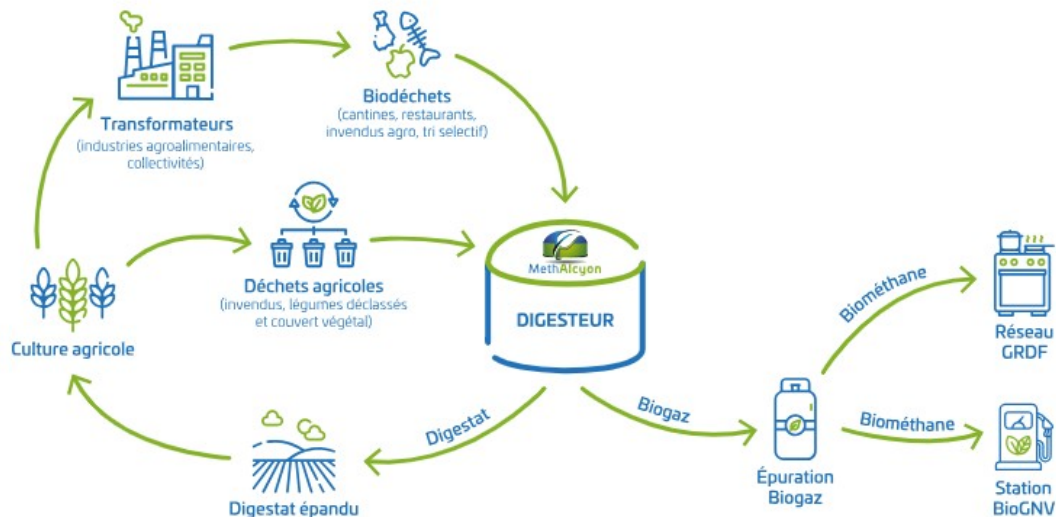 Transformateurs
(industries agroalimentaires,
collectivités)
Biodéchets
(cantines, restaurants,
invendus agro, tri selectif)
Déchets agricoles
(invendus, légumes déclassés
et couvert végétal)
Culture agricole
MethAlcyon
DIGESTEUR
Digestat
Digestat épandu
Biogaz
Épuration
Biogaz
Biométhane
Biométhane
Réseau
GRDF
Station
BioGNV